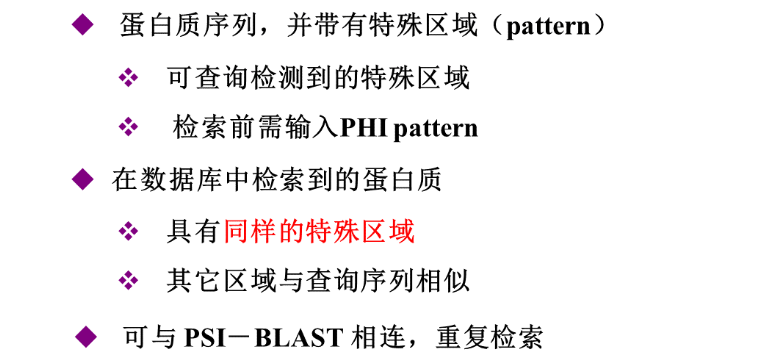 蛋白质序列，并带有特殊区域（pattern）
可查询检测到的特殊区域
检索前需输入PHI pattern
在数据库中检索到的蛋白质
具有同样的特殊区域
其它区域与查询序列相似
可与 PSI－BLAST 相连，重复检索